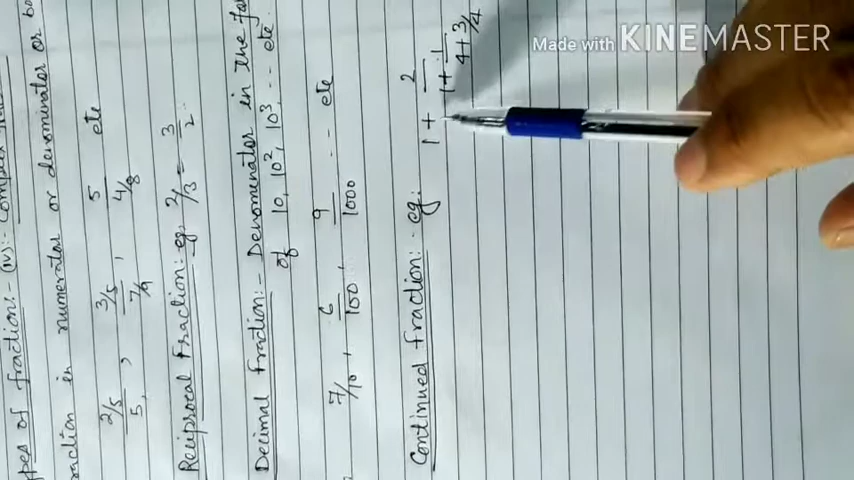 ypes of fraction:- (iv):- Complex
raction in numerator or denominator or bo
2/5 3/5 5 etc
5, , 7/9 , 4/8
Reciprocal Fraction: eg. 2/3 = 3/2 ..
Decimal fraction:- Denominator in the for
of 10, 10², 10³, ... etc.
7/10 , 6/100 , 9/1000 ... etc
Continued fraction:- eg: 1+ 2
1+ 1
4+3/4
Made with KINEMASTER